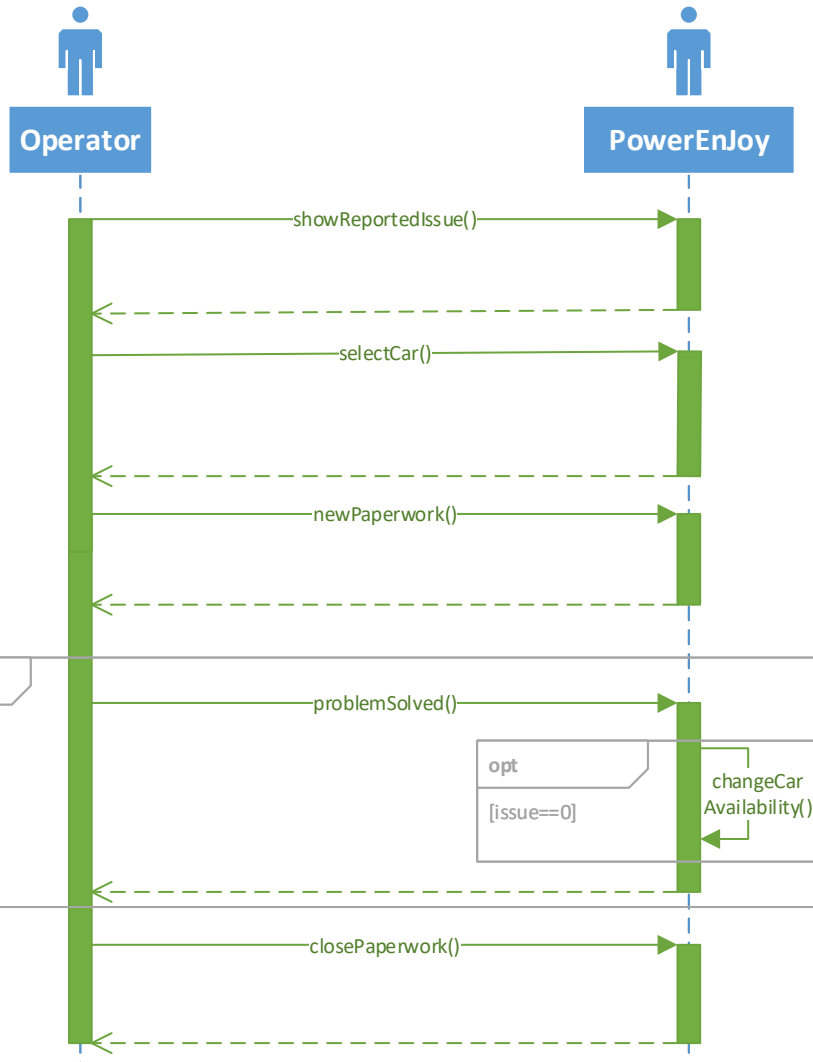 Operator
PowerEnJoy
showReportedIssue()
selectCar()
newPaperwork()
problemSolved()
opt
[issue==0]
changeCar
Availability()
closePaperwork()